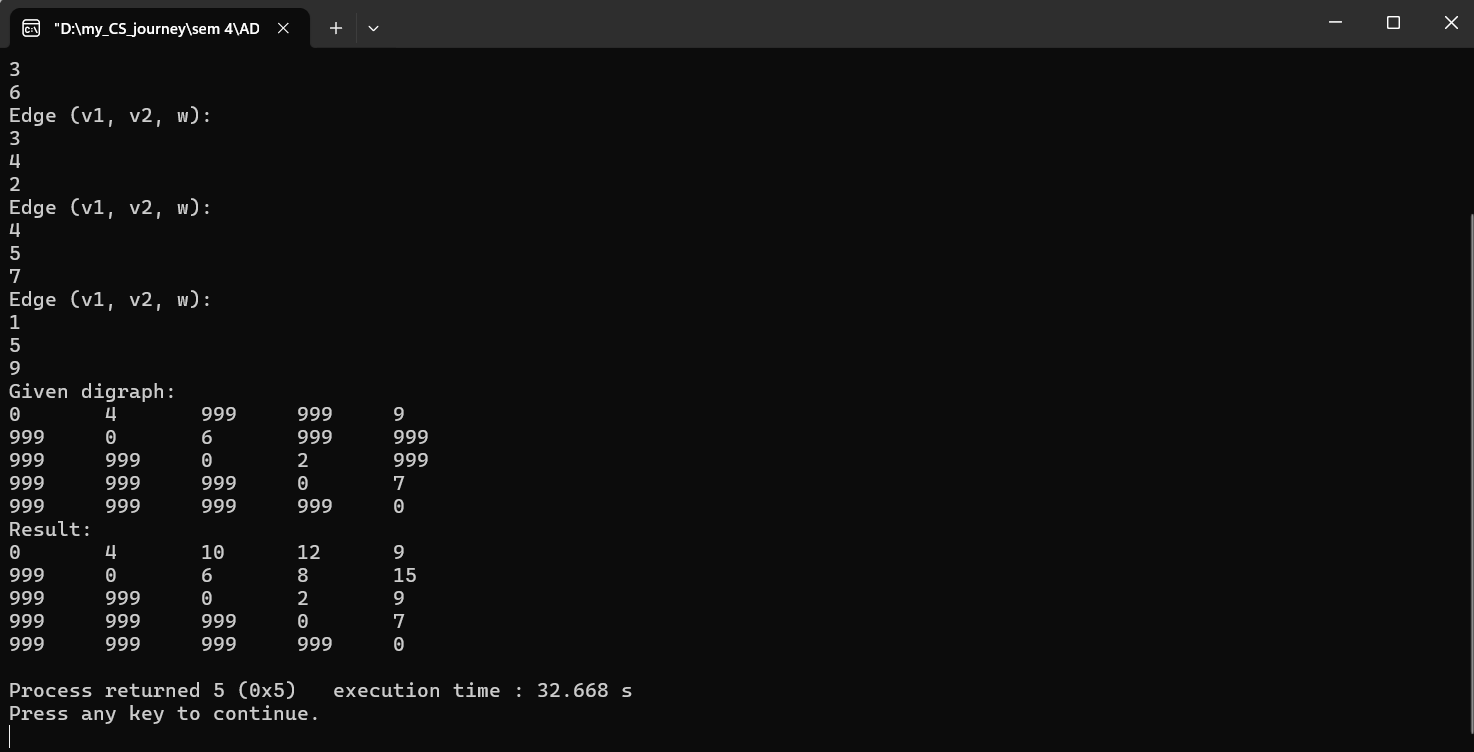 "D:\my_CS_journey\sem 4\AD
3
6
Edge (v1, v2, w):
3
4
2
Edge (v1, v2, w):
4
5
7
Edge (v1, v2, w):
1
5
9
Given digraph:
0 4 999 999 9
999 0 6 999 999
999 999 0 2 999
999 999 999 0 7
999 999 999 999 0
Result:
0 4 10 12 9
999 0 6 8 15
999 999 0 2 9
999 999 999 0 7
999 999 999 999 0
Process returned 5 (0x5) execution time : 32.668 s
Press any key to continue.